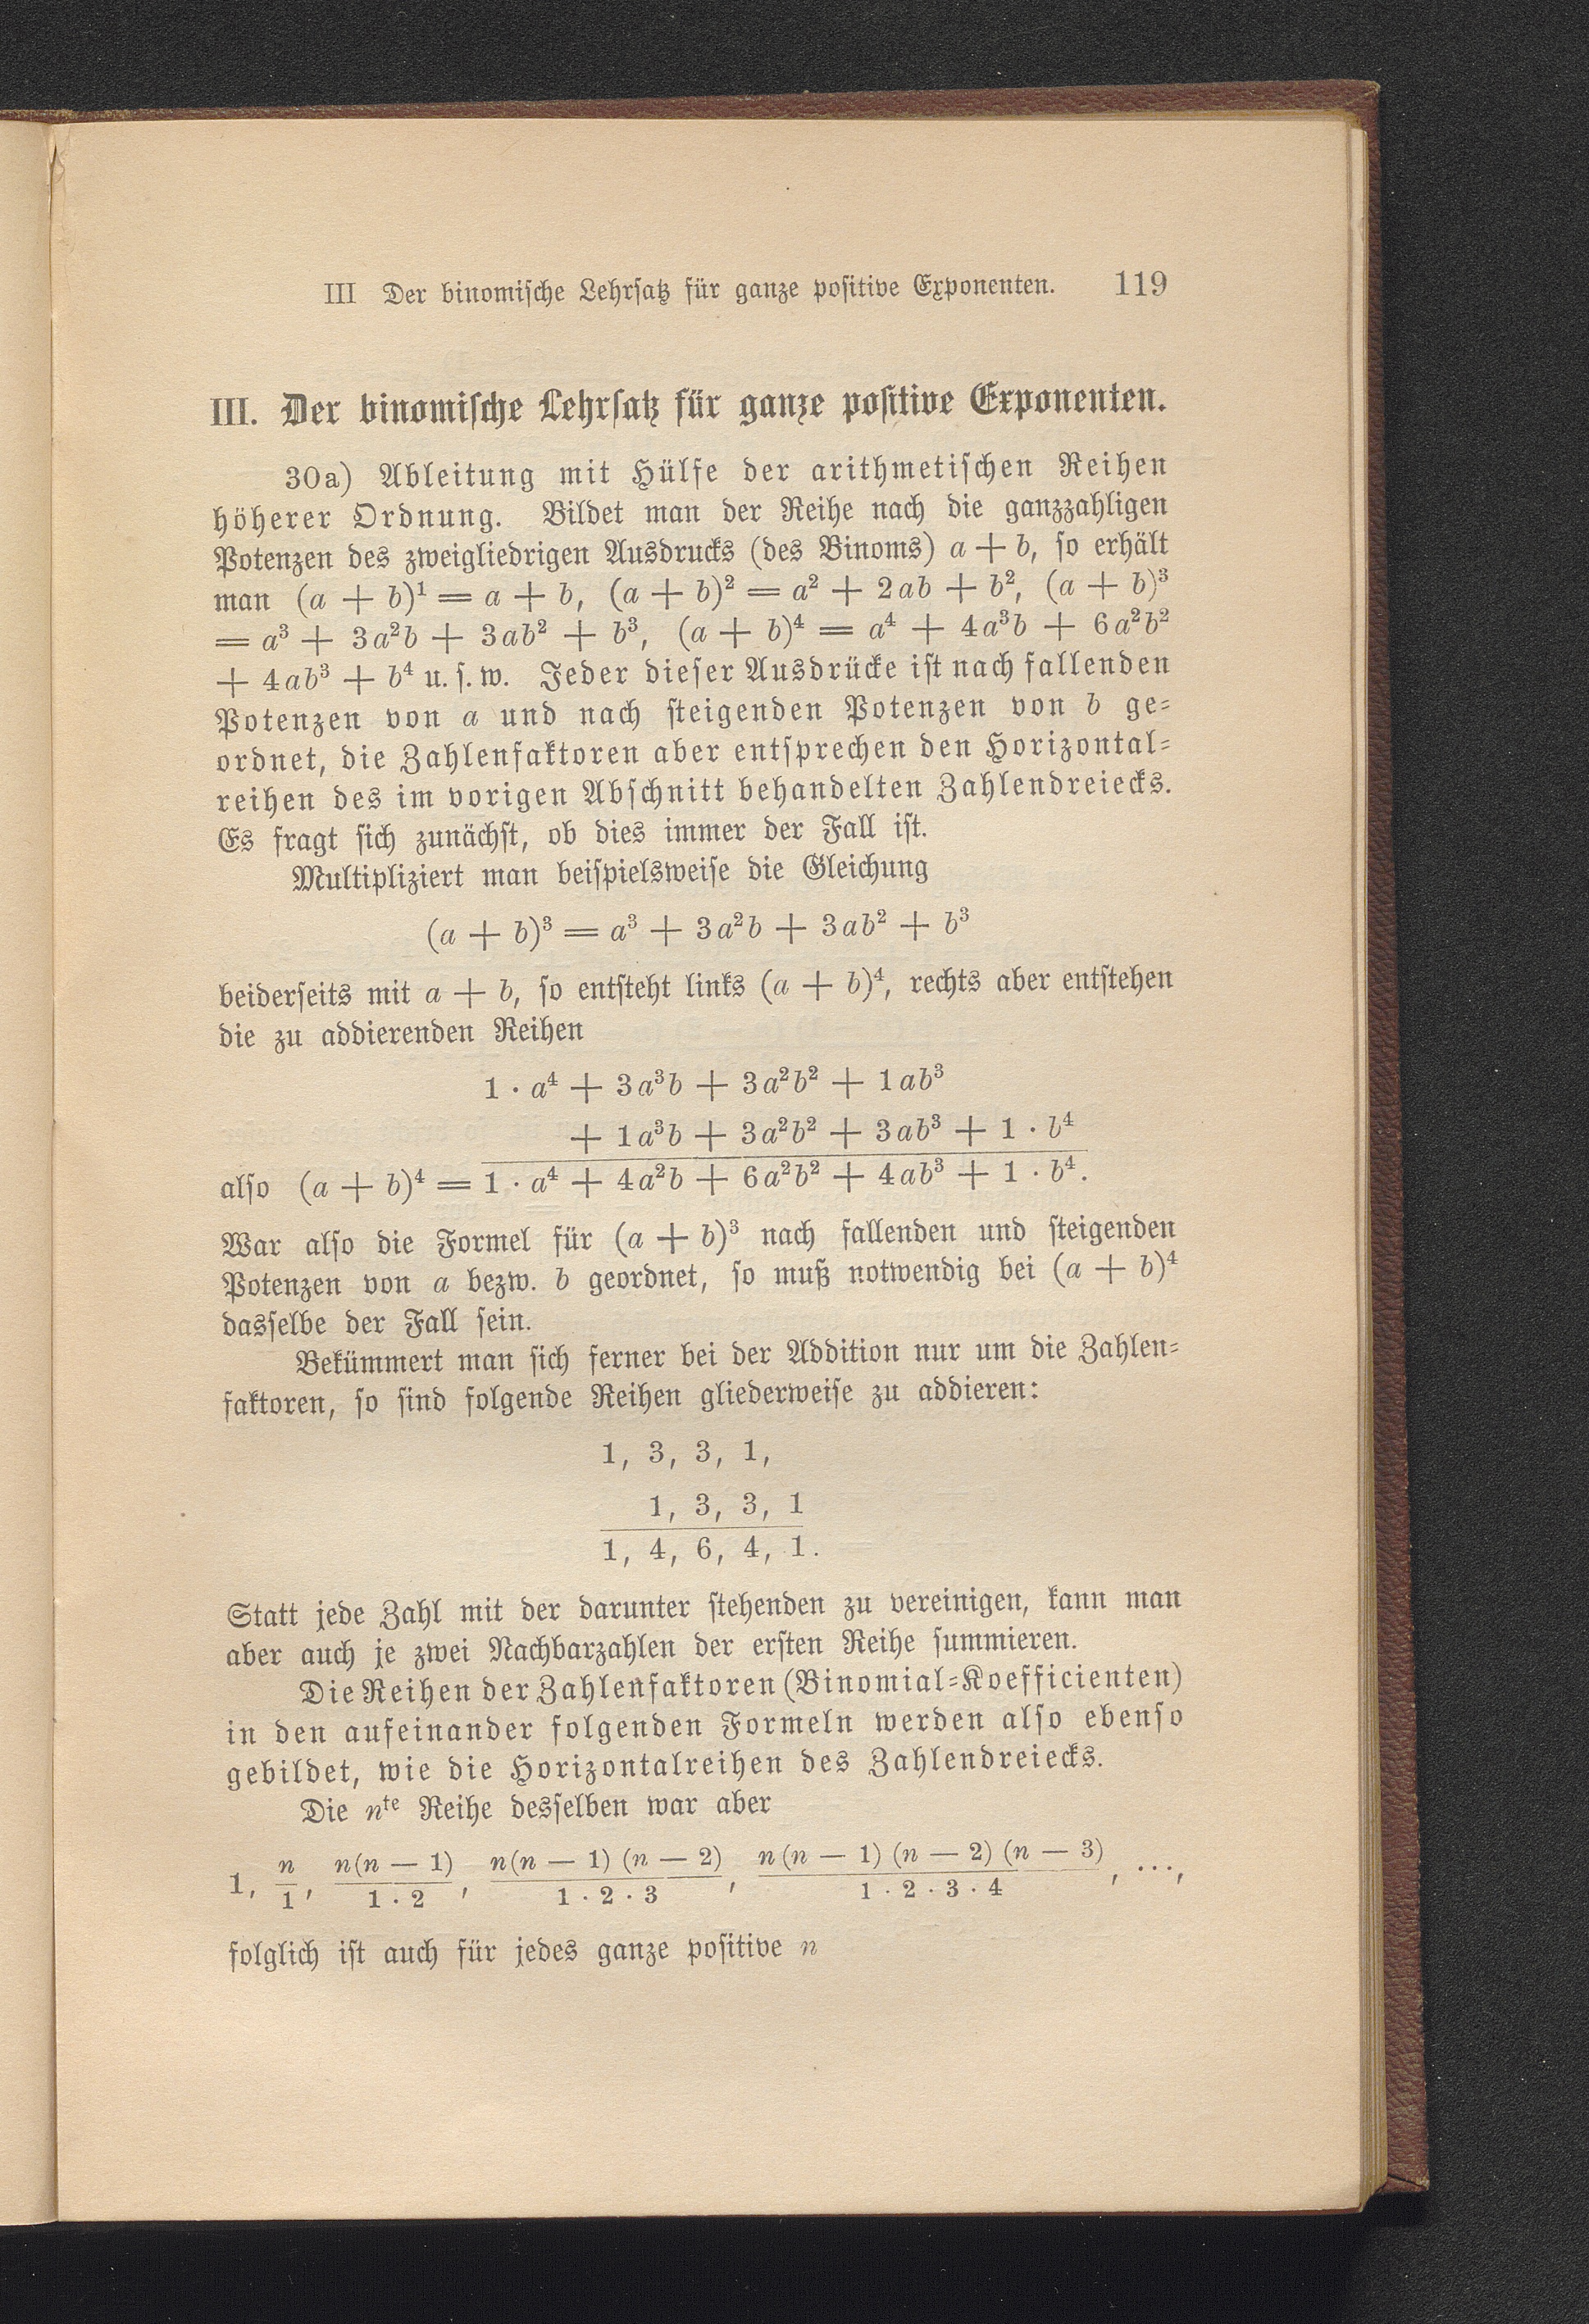 III Der binomische Lehrsatz für ganze positive Exponenten. 119
III. Der binomische Lehrsatz für ganze positive Exponenten.
30a) Ableitung mit Hülfe der arithmetischen Reihen
höherer Ordnung. Bildet man der Reihe nach die ganzzahligen
Potenzen des zweigliedrigen Ausdrucks (des Binoms) a + b, so erhält
man (a + b)¹ = a + b, (a + b)² = a² + 2ab + b², (a + b)³
= a³ + 3a²b + 3ab² + b³, (a + b)⁴ = a⁴ + 4a³b + 6a²b²
+ 4ab³ + b⁴ u. s. w. Jeder dieser Ausdrücke ist nach fallenden
Potenzen von a und nach steigenden Potenzen von b ge-
ordnet, die Zahlenfaktoren aber entsprechen den Horizontal-
reihen des im vorigen Abschnitt behandelten Zahlendreiecks.
Es fragt sich zunächst, ob dies immer der Fall ist.
Multipliziert man beispielsweise die Gleichung
(a + b)³ = a³ + 3a²b + 3ab² + b³
beiderseits mit a + b, so entsteht links (a + b)⁴, rechts aber entstehen
die zu addierenden Reihen
1 · a⁴ + 3a³b + 3a²b² + 1ab³
+ 1a³b + 3a²b² + 3ab³ + 1 · b⁴
also (a + b)⁴ = 1 · a⁴ + 4a²b + 6a²b² + 4ab³ + 1 · b⁴.
War also die Formel für (a + b)³ nach fallenden und steigenden
Potenzen von a bezw. b geordnet, so muß notwendig bei (a + b)⁴
dasselbe der Fall sein.
Bekümmert man sich ferner bei der Addition nur um die Zahlen-
faktoren, so sind folgende Reihen gliederweise zu addieren:
1, 3, 3, 1,
1, 3, 3, 1
1, 4, 6, 4, 1.
Statt jede Zahl mit der darunter stehenden zu vereinigen, kann man
aber auch je zwei Nachbarzahlen der ersten Reihe summieren.
Die Reihen der Zahlenfaktoren (Binomial-Koefficienten)
in den aufeinander folgenden Formeln werden also ebenso
gebildet, wie die Horizontalreihen des Zahlendreiecks.
Die nᵗᵉ Reihe desselben war aber
1, n/1, n(n — 1)/1 · 2, n(n — 1) (n — 2)/1 · 2 · 3, n(n — 1) (n — 2) (n — 3)/1 · 2 · 3 · 4, ...,
folglich ist auch für jedes ganze positive n